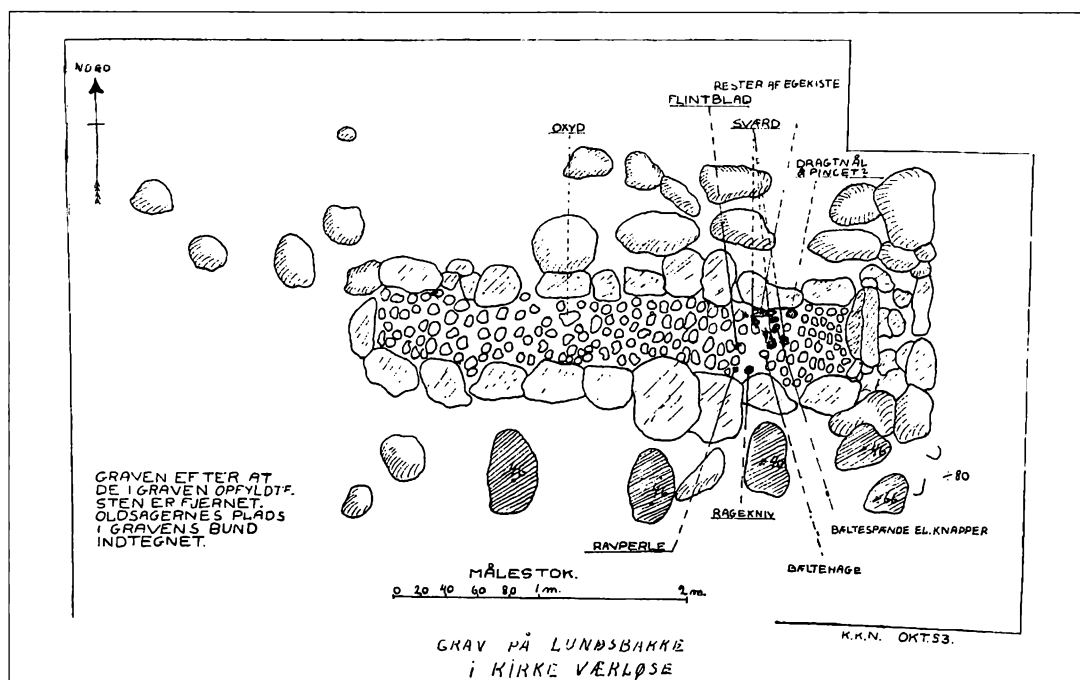 NORD
RESTER AF EGEKISTE
FLINTBLAD
SVÆRD
OXYD
DRAGTNÅL
& PINCET?
GRAVEN EFTER AT
DE I GRAVEN OPFYLDTE
STEN ER FJERNET.
OLDSAGERNES PLADS
I GRAVENS BUND
INDTEGNET.
÷46
÷66
÷80
BÆLTESPÆNDE EL. KNAPPER
RAGEKNIV
RAVPERLE
BÆLTEHAGE
MÅLESTOK.
0 20 40 60 80 1 m. 2 m.
K.K.N. OKT. 53.
GRAV PÅ LUNDSBAKKE
i KIRKE VÆRLØSE